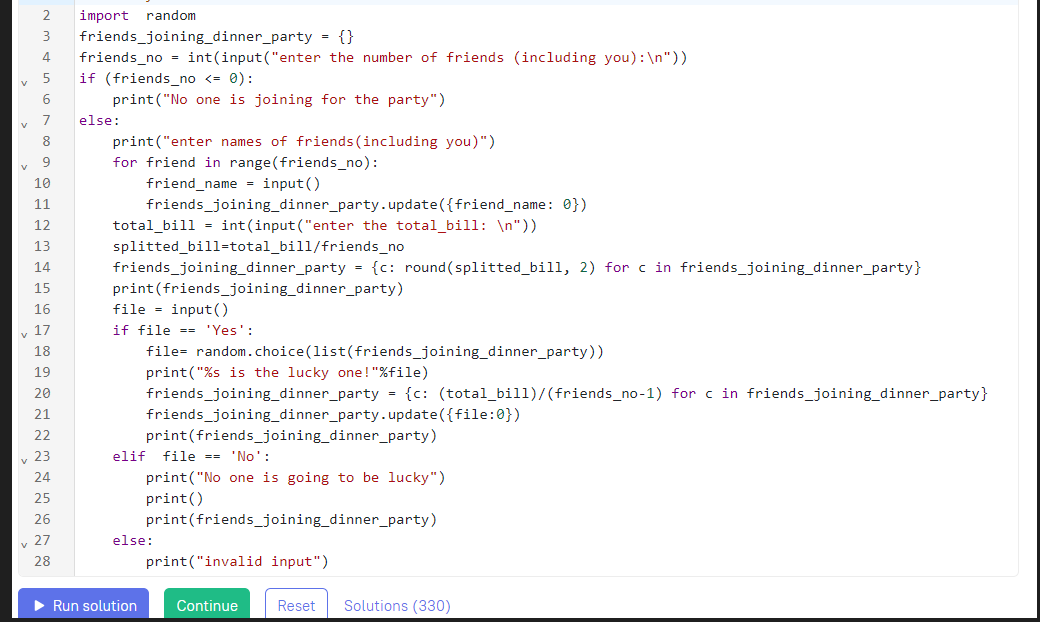 2 import  random
3 friends_joining_dinner_party = {}
4 friends_no = int(input("enter the number of friends (including you):\n"))
5 if (friends_no <= 0):
6     print("No one is joining for the party")
7 else:
8     print("enter names of friends(including you)")
9     for friend in range(friends_no):
10         friend_name = input()
11         friends_joining_dinner_party.update({friend_name: 0})
12     total_bill = int(input("enter the total_bill: \n"))
13     splitted_bill=total_bill/friends_no
14     friends_joining_dinner_party = {c: round(splitted_bill, 2) for c in friends_joining_dinner_party}
15     print(friends_joining_dinner_party)
16     file = input()
17     if file == 'Yes':
18         file= random.choice(list(friends_joining_dinner_party))
19         print("%s is the lucky one!"%file)
20         friends_joining_dinner_party = {c: (total_bill)/(friends_no-1) for c in friends_joining_dinner_party}
21         friends_joining_dinner_party.update({file:0})
22         print(friends_joining_dinner_party)
23     elif  file == 'No':
24         print("No one is going to be lucky")
25         print()
26         print(friends_joining_dinner_party)
27     else:
28         print("invalid input")
Run solution Continue Reset Solutions (330)